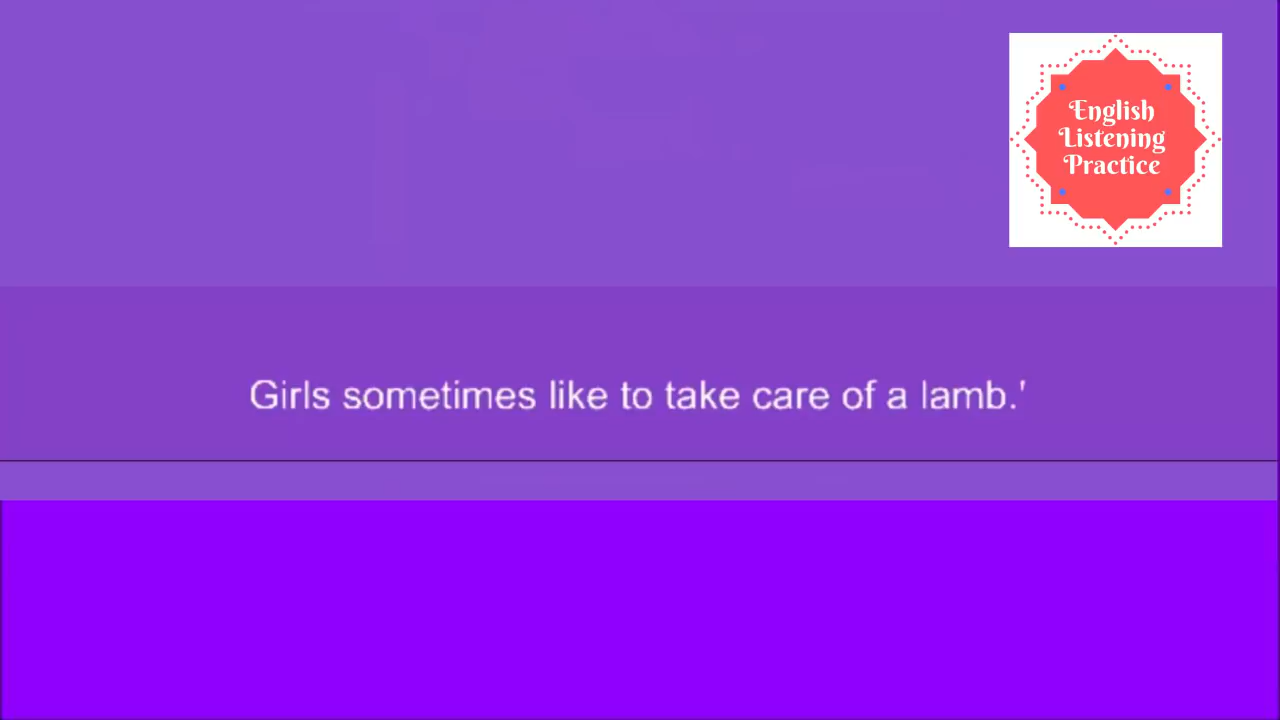 English
Listening
Practice
Girls sometimes like to take care of a lamb.'